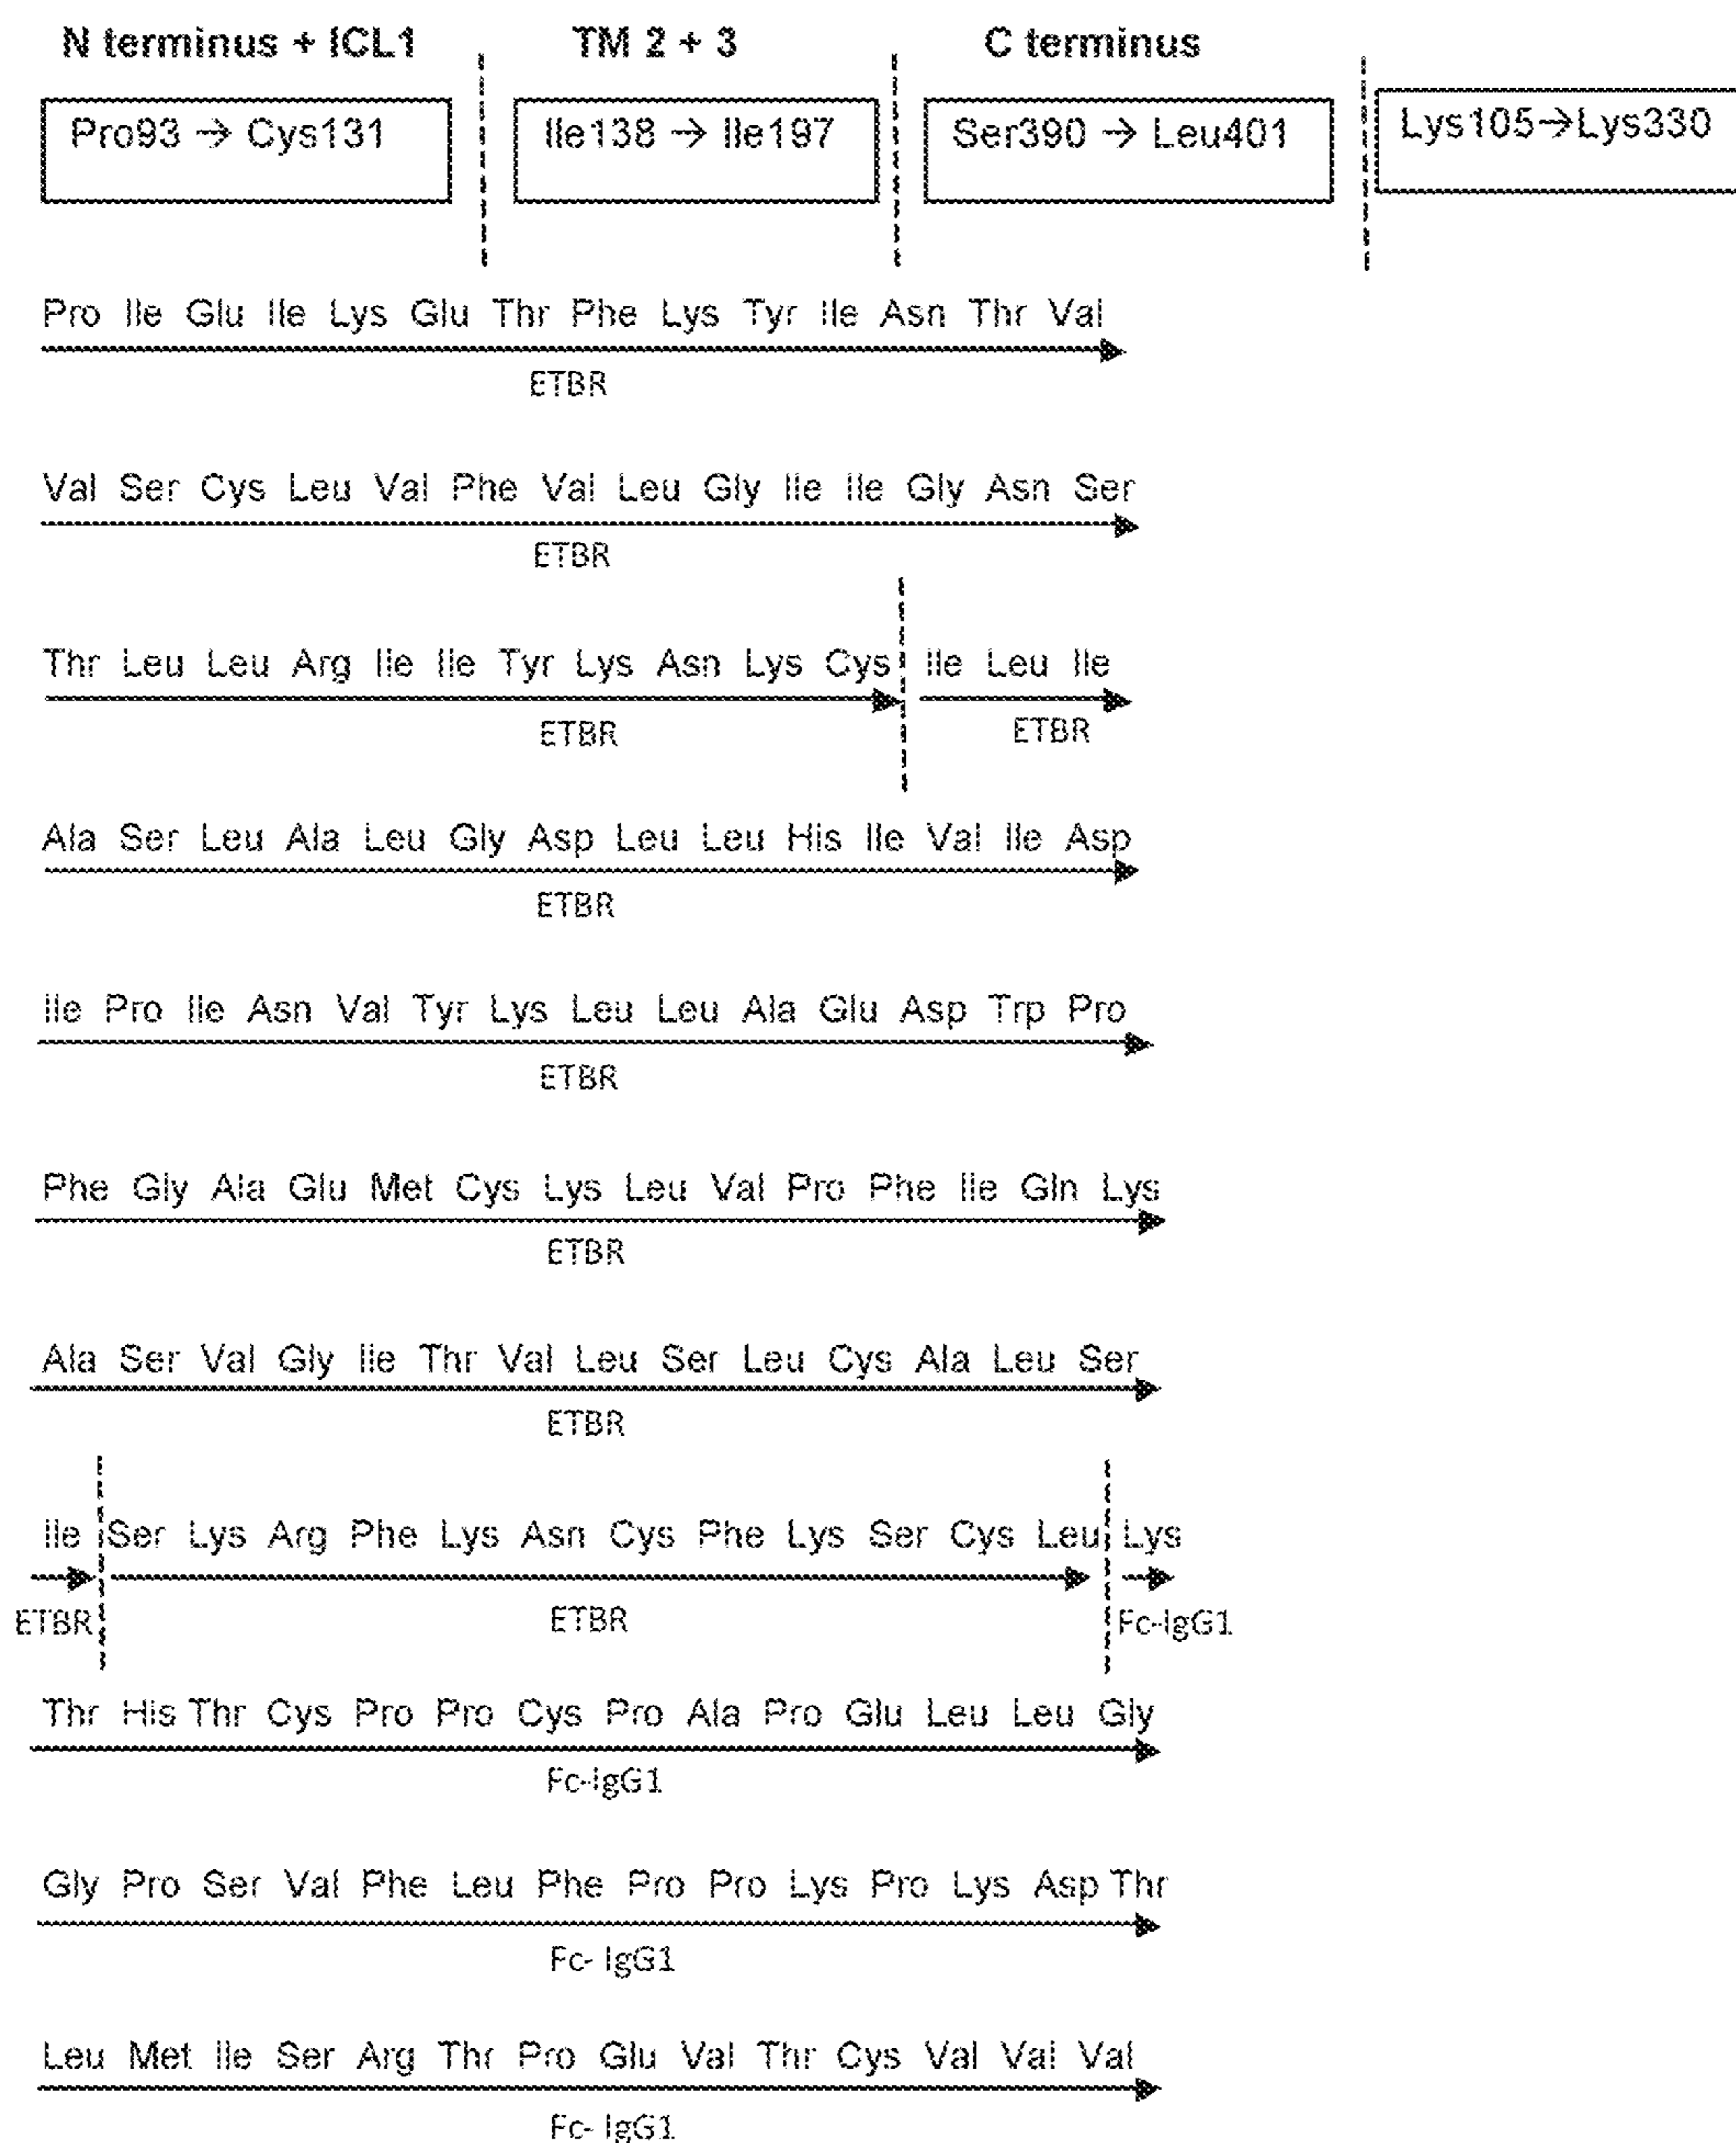 N terminus + ICL1 TM 2 + 3 C terminus
Pro93 → Cys131 Ile138 → Ile197 Ser390 → Leu401 Lys105→Lys330
Pro Ile Glu Ile Lys Glu Thr Phe Lys Tyr Ile Asn Thr Val
ETBR
Val Ser Cys Leu Val Phe Val Leu Gly Ile Ile Gly Asn Ser
ETBR
Thr Leu Leu Arg Ile Ile Tyr Lys Asn Lys Cys Ile Leu Ile
ETBR ETBR
Ala Ser Leu Ala Leu Gly Asp Leu Leu His Ile Val Ile Asp
ETBR
Ile Pro Ile Asn Val Tyr Lys Leu Leu Ala Glu Asp Trp Pro
ETBR
Phe Gly Ala Glu Met Cys Lys Leu Val Pro Phe Ile Gln Lys
ETBR
Ala Ser Val Gly Ile Thr Val Leu Ser Leu Cys Ala Leu Ser
ETBR
Ile Ser Lys Arg Phe Lys Asn Cys Phe Lys Ser Cys Leu Lys
ETBR ETBR Fc-IgG1
Thr His Thr Cys Pro Pro Cys Pro Ala Pro Glu Leu Leu Gly
Fc-IgG1
Gly Pro Ser Val Phe Leu Phe Pro Pro Lys Pro Lys Asp Thr
Fc- IgG1
Leu Met Ile Ser Arg Thr Pro Glu Val Thr Cys Val Val Val
Fc- IgG1